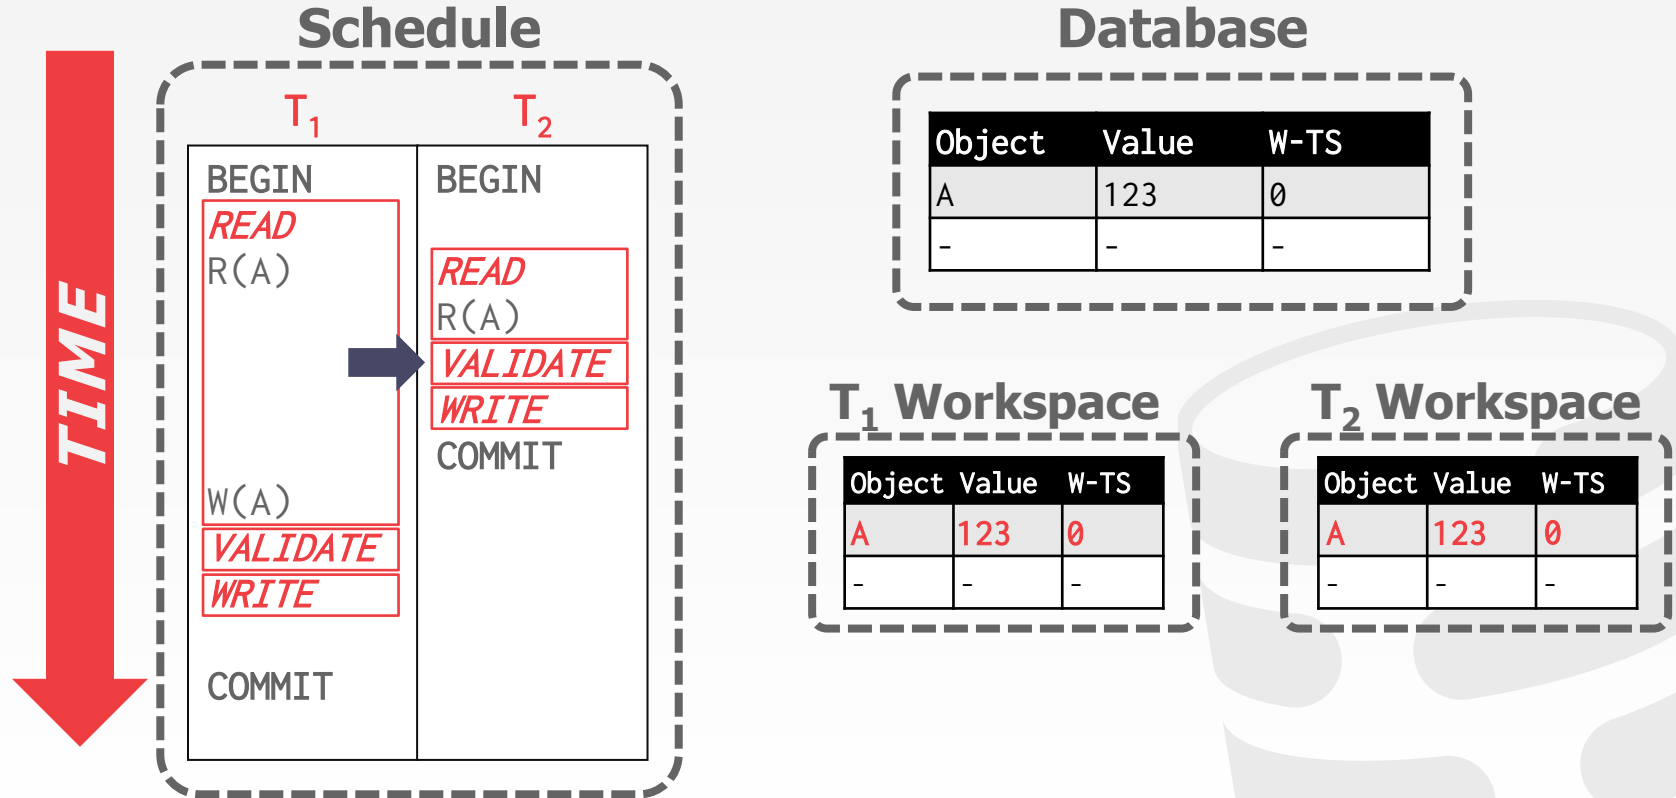 Schedule
TIME
T1 T2
BEGIN BEGIN
READ
R(A) READ
R(A)
VALIDATE
WRITE
COMMIT
W(A)
VALIDATE
WRITE
COMMIT
Database
Object Value W-TS
A 123 0
- - -
T1 Workspace
Object Value W-TS
A 123 0
- - -
T2 Workspace
Object Value W-TS
A 123 0
- - -